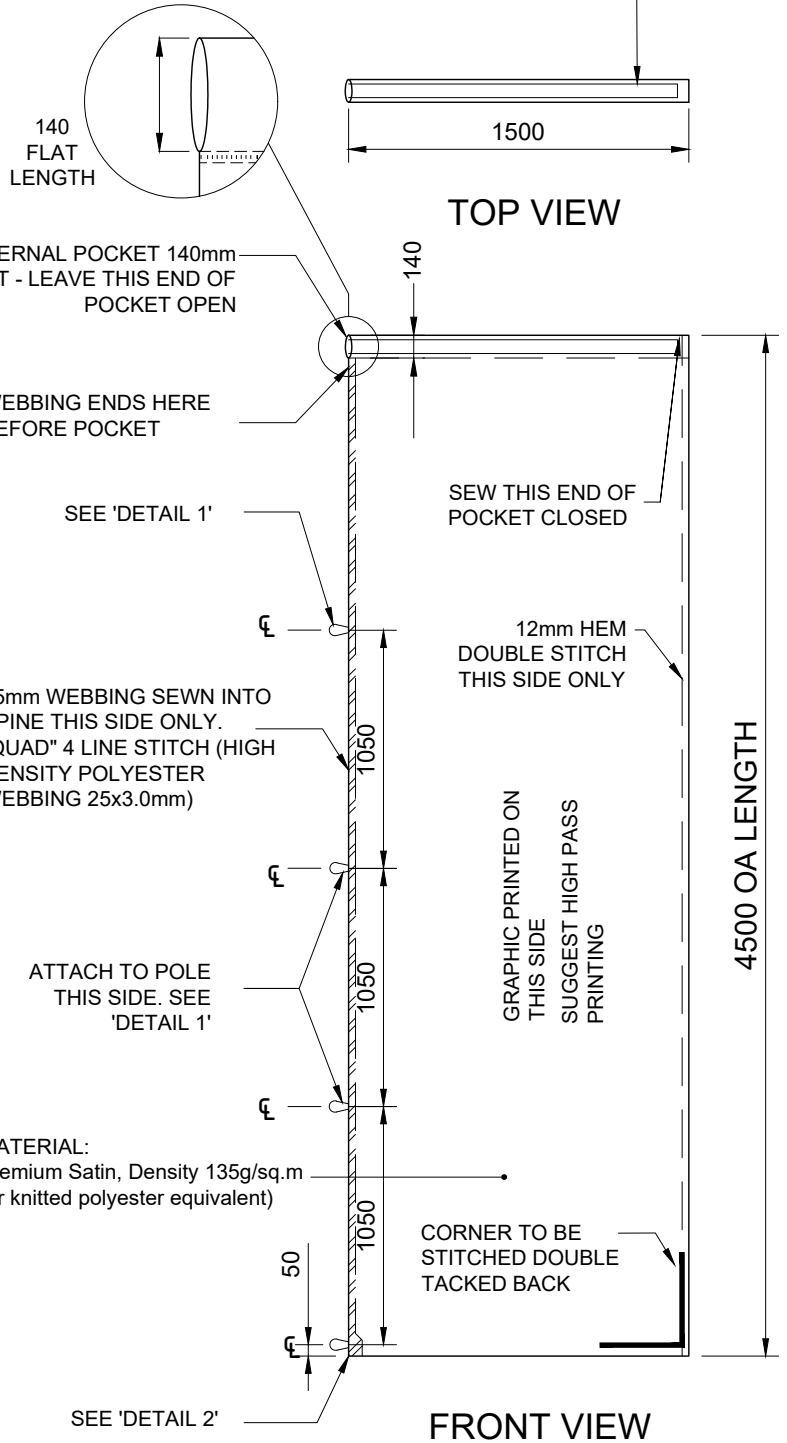 140
FLAT
LENGTH
1500
TOP VIEW
ERNAL POCKET 140mm
T - LEAVE THIS END OF
POCKET OPEN
140
EBBING ENDS HERE
EFORE POCKET
SEE 'DETAIL 1'
SEW THIS END OF
POCKET CLOSED
℄
12mm HEM
DOUBLE STITCH
THIS SIDE ONLY
5mm WEBBING SEWN INTO
PINE THIS SIDE ONLY.
QUAD" 4 LINE STITCH (HIGH
ENSITY POLYESTER
EBBING 25x3.0mm)
1050
4500 OA LENGTH
℄
GRAPHIC PRINTED ON
THIS SIDE
SUGGEST HIGH PASS
PRINTING
ATTACH TO POLE
THIS SIDE. SEE
'DETAIL 1'
1050
℄
ATERIAL:
emium Satin, Density 135g/sq.m
r knitted polyester equivalent)
1050
CORNER TO BE
STITCHED DOUBLE
TACKED BACK
50
℄
SEE 'DETAIL 2'
FRONT VIEW